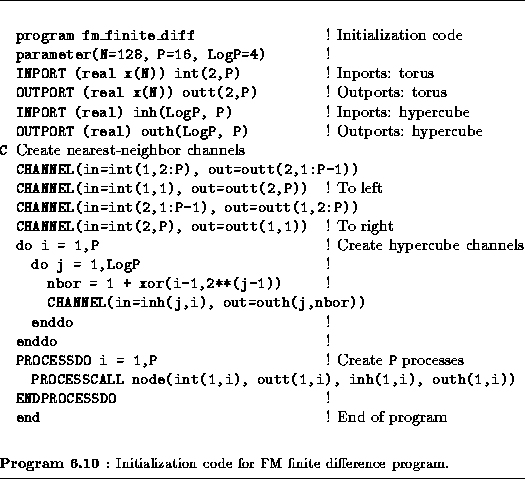 program fm_finite_diff ! Initialization code
parameter(N=128, P=16, LogP=4) !
INPORT (real x(N)) int(2,P) ! Inports: torus
OUTPORT (real x(N)) outt(2,P) ! Outports: torus
INPORT (real) inh(LogP, P) ! Inports: hypercube
OUTPORT (real) outh(LogP, P) ! Outports: hypercube
C Create nearest-neighbor channels
CHANNEL(in=int(1,2:P), out=outt(2,1:P-1))
CHANNEL(in=int(1,1), out=outt(2,P)) ! To left
CHANNEL(in=int(2,1:P-1), out=outt(1,2:P))
CHANNEL(in=int(2,P), out=outt(1,1)) ! To right
do i = 1,P ! Create hypercube channels
do j = 1,LogP !
nbor = 1 + xor(i-1,2**(j-1)) !
CHANNEL(in=inh(j,i), out=outh(j,nbor))
enddo !
enddo !
PROCESSDO i = 1,P ! Create P processes
PROCESSCALL node(int(1,i), outt(1,i), inh(1,i), outh(1,i))
ENDPROCESSDO !
end ! End of program
Program 6.10 : Initialization code for FM finite difference program.